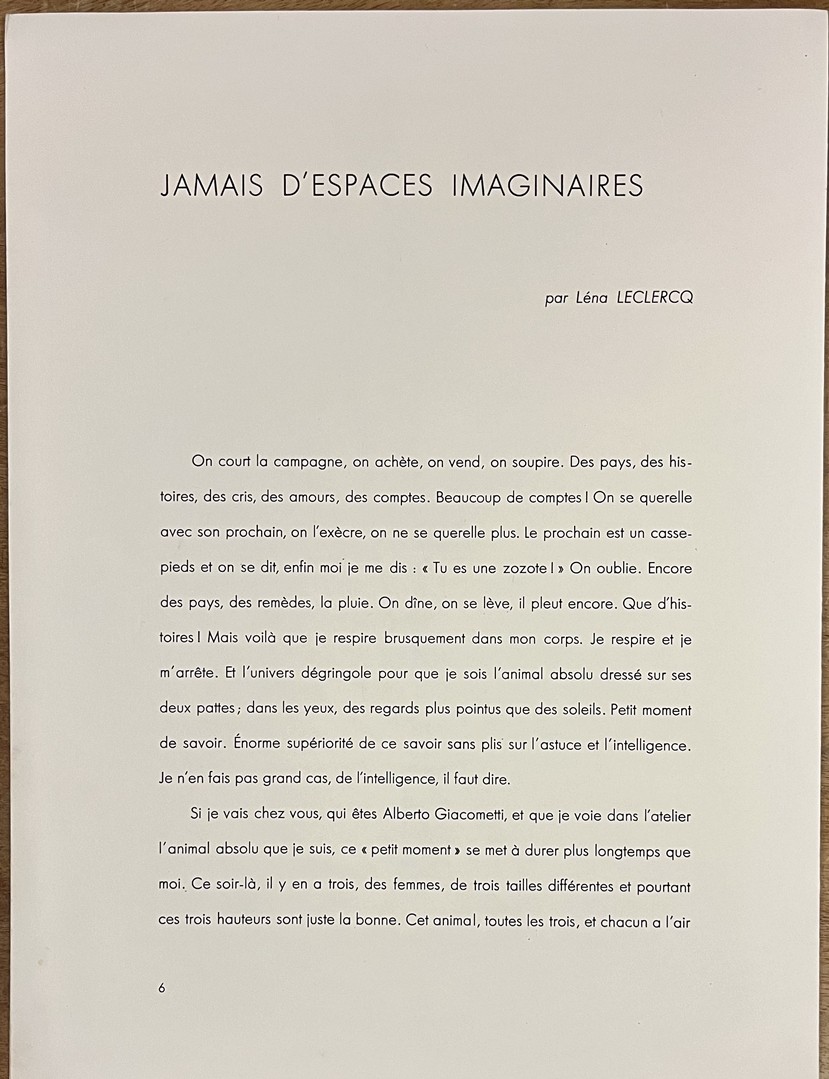 JAMAIS D'ESPACES IMAGINAIRES
par Léna LECLERCQ
On court la campagne, on achète, on vend, on soupire. Des pays, des his-
toires, des cris, des amours, des comptes. Beaucoup de comptes ! On se querelle
avec son prochain, on l'exècre, on ne se querelle plus. Le prochain est un casse-
pieds et on se dit, enfin moi je me dis : « Tu es une zozote ! » On oublie. Encore
des pays, des remèdes, la pluie. On dîne, on se lève, il pleut encore. Que d'his-
toires ! Mais voilà que je respire brusquement dans mon corps. Je respire et je
m'arrête. Et l'univers dégringole pour que je sois l'animal absolu dressé sur ses
deux pattes ; dans les yeux, des regards plus pointus que des soleils. Petit moment
de savoir. Énorme supériorité de ce savoir sans plis sur l'astuce et l'intelligence.
Je n'en fais pas grand cas, de l'intelligence, il faut dire.
Si je vais chez vous, qui êtes Alberto Giacometti, et que je voie dans l'atelier
l'animal absolu que je suis, ce « petit moment » se met à durer plus longtemps que
moi. Ce soir-là, il y en a trois, des femmes, de trois tailles différentes et pourtant
ces trois hauteurs sont juste la bonne. Cet animal, toutes les trois, et chacun a l'air
6